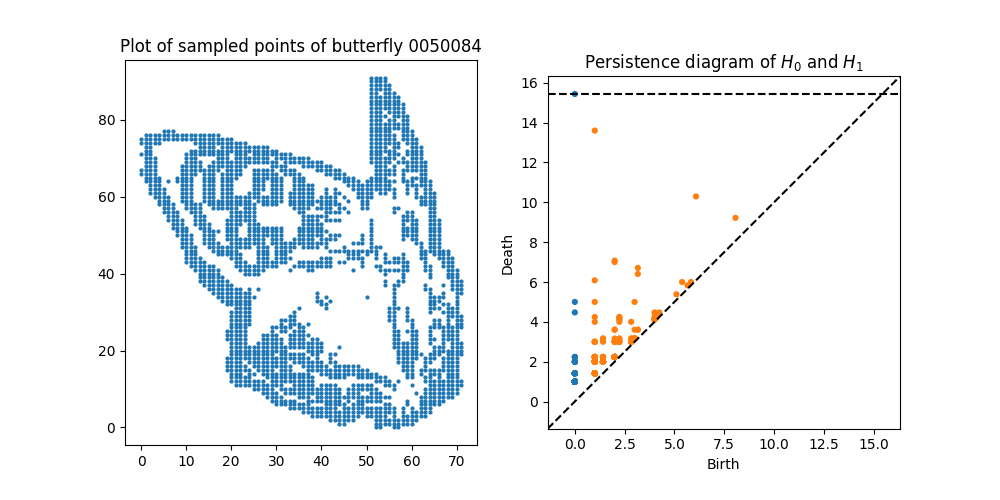 Plot of sampled points of butterfly 0050084
80
60
40
20
0
0 10 20 30 40 50 60 70
Persistence diagram of H₀ and H₁
16
14
12
10
8
6
4
2
0
Death
0.0 2.5 5.0 7.5 10.0 12.5 15.0
Birth